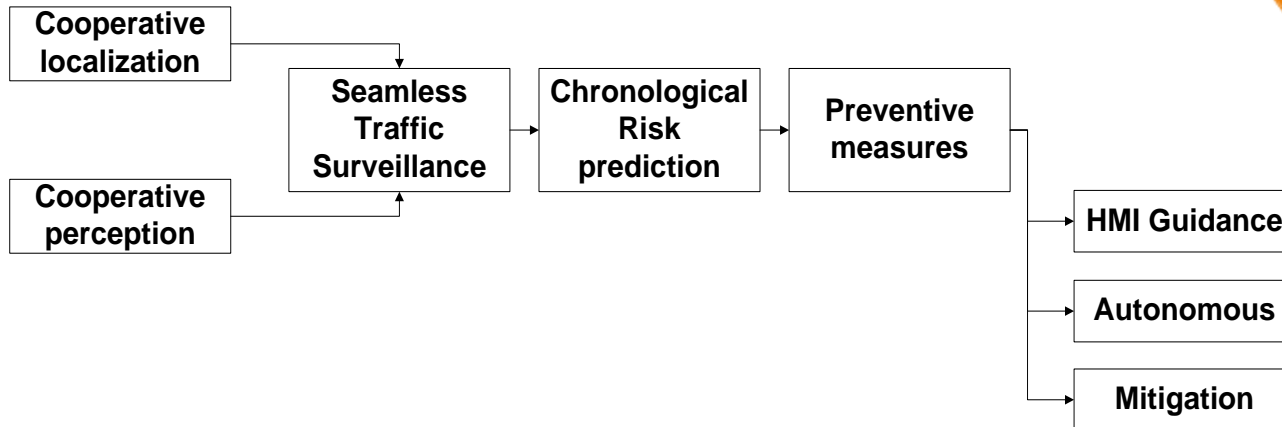 Cooperative
localization
Seamless
Traffic
Surveillance
Chronological
Risk
prediction
Preventive
measures
Cooperative
perception
HMI Guidance
Autonomous
Mitigation